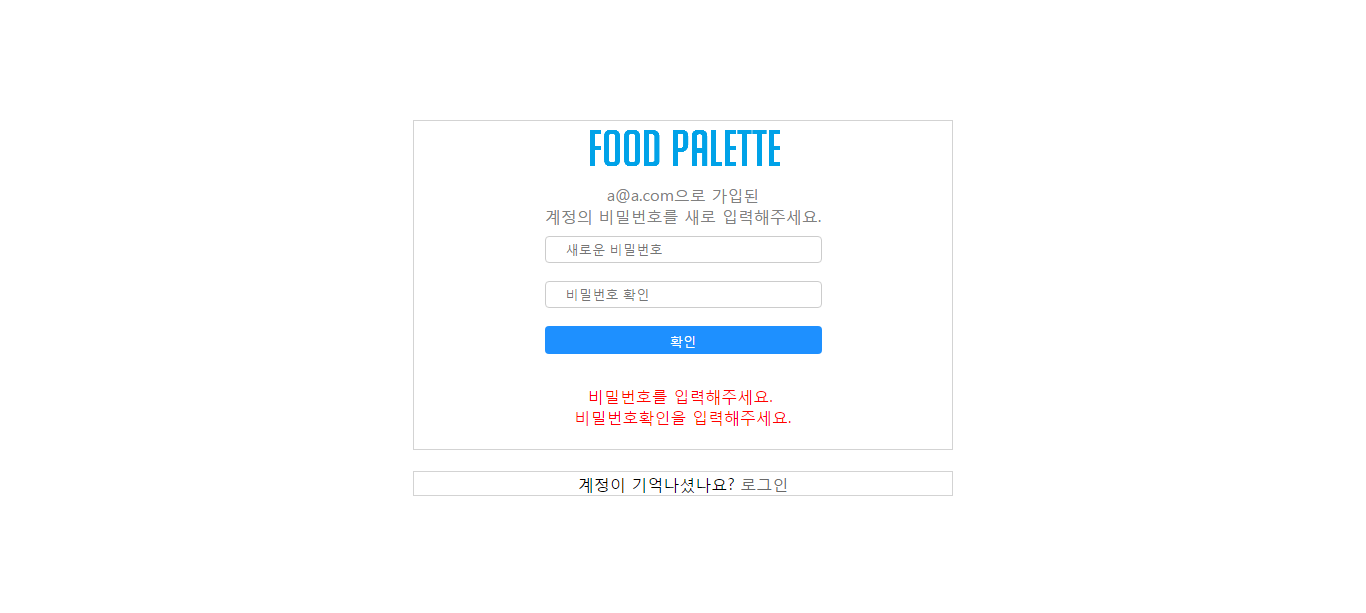 FOOD PALETTE
a@a.com으로 가입된
계정의 비밀번호를 새로 입력해주세요.
새로운 비밀번호
비밀번호 확인
확인
비밀번호를 입력해주세요.
비밀번호확인을 입력해주세요.
계정이 기억나셨나요? 로그인